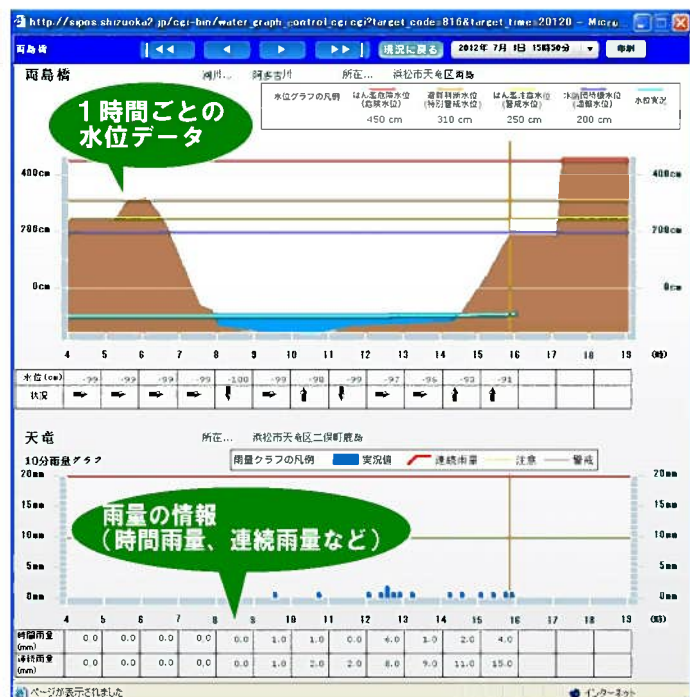 http://sipos.shizuoka2.jp/cgi-bin/water_graph_control_cgi.cgi?target_code=816&target_time=20120 - Micro
両島橋 現況に戻る 2012年 7月 1日 15時50分 印刷
両島橋 河川... 阿多古川 所在... 浜松市天竜区両島
1時間ごとの
水位データ
水位グラフの凡例 はん濫危険水位 避難判断水位 はん濫注意水位 水防団待機水位 水位実況
(危険水位) (特別警戒水位) (警戒水位) (通報水位)
450 cm 310 cm 250 cm 200 cm
400cm 400cm
200cm 200cm
0cm 0cm
4 5 6 7 8 9 10 11 12 13 14 15 16 17 18 19 (時)
水位(cm) -99 -99 -99 -99 -100 -99 -98 -99 -97 -96 -93 -91
状況
天竜 所在... 浜松市天竜区二俣町鹿島
10分雨量グラフ 雨量グラフの凡例 実況値 連続雨量 注意 警戒
20mm 20mm
雨量の情報
(時間雨量、連続雨量など)
15mm 15mm
10mm 10mm
5mm 5mm
0mm 0mm
4 5 6 7 8 9 10 11 12 13 14 15 16 17 18 19 (時)
時間雨量(mm) 0.0 0.0 0.0 0.0 0.0 1.0 1.0 0.0 6.0 1.0 2.0 4.0
連続雨量(mm) 0.0 0.0 0.0 0.0 0.0 1.0 2.0 2.0 8.0 9.0 11.0 15.0
ページが表示されました インターネット